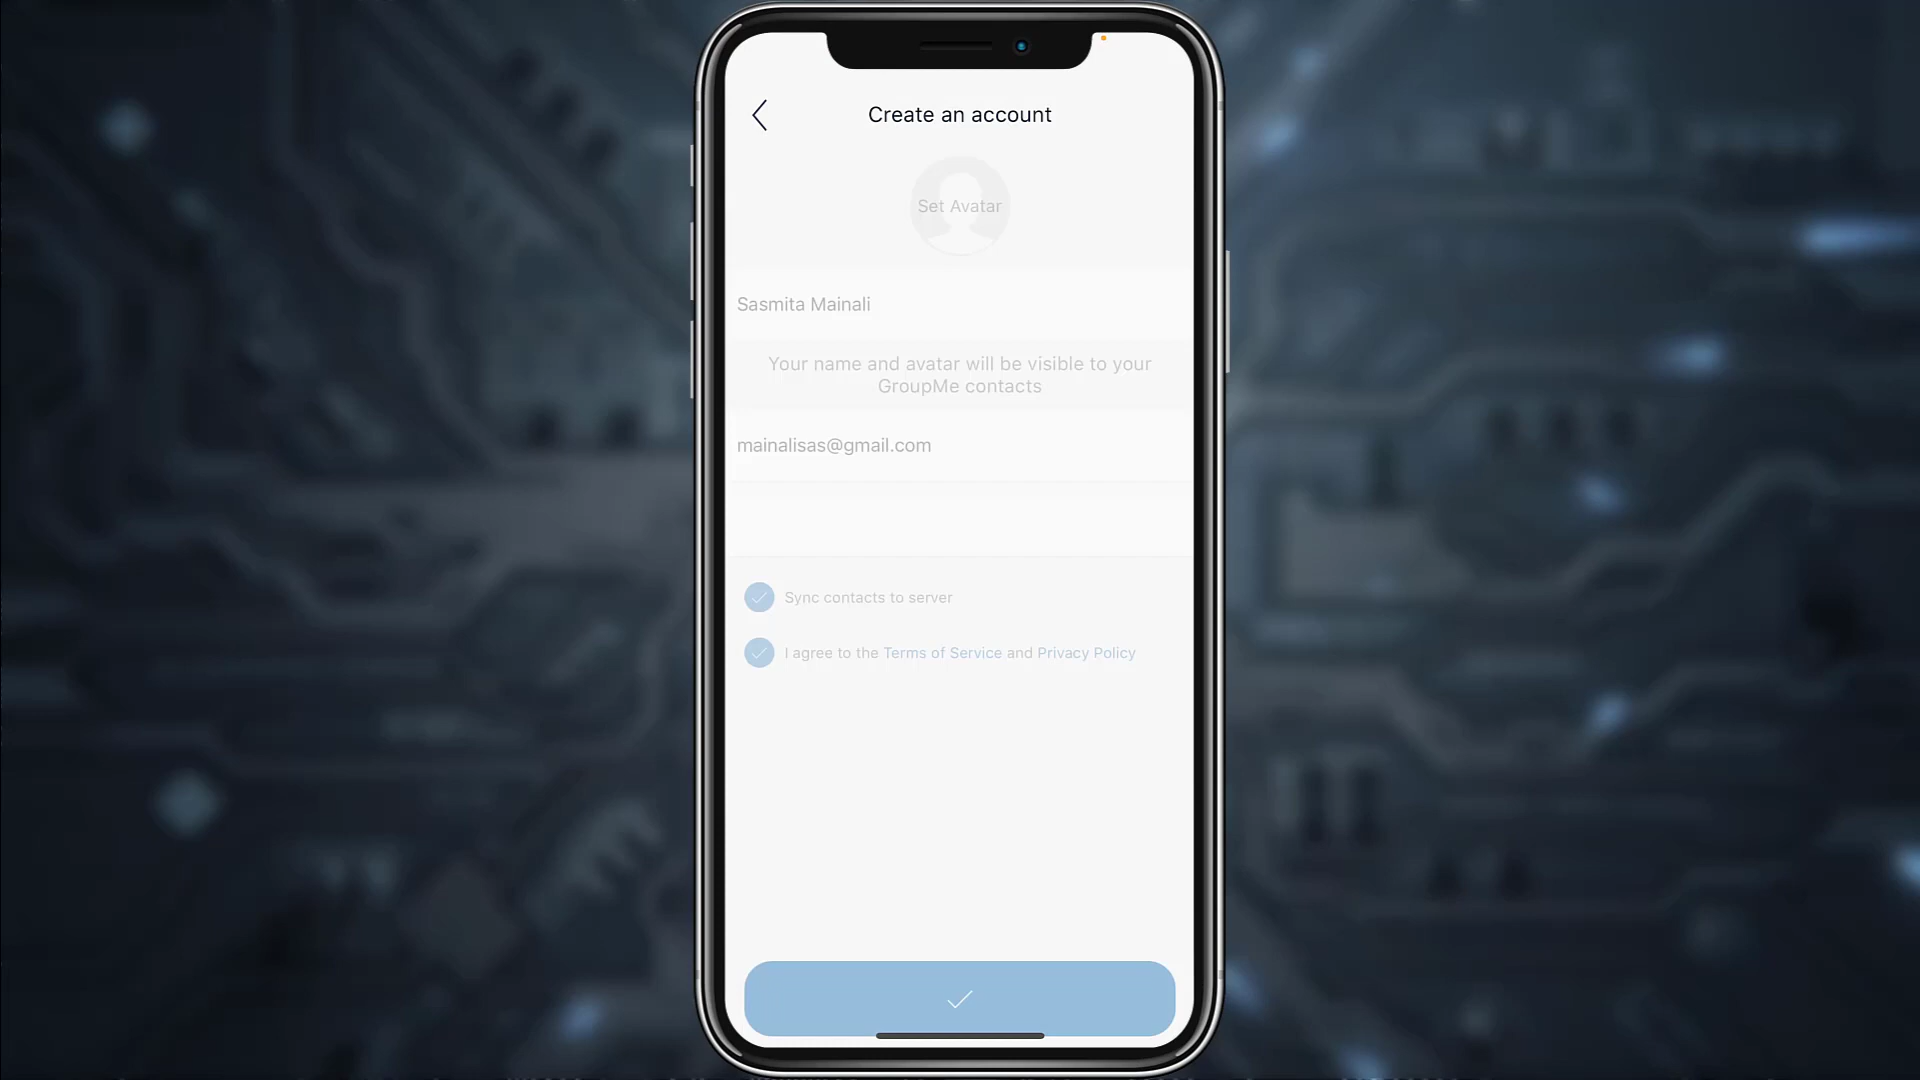 Create an account
Set Avatar
Sasmita Mainali
Your name and avatar will be visible to your
GroupMe contacts
mainalisas@gmail.com
Sync contacts to server
I agree to the Terms of Service and Privacy Policy